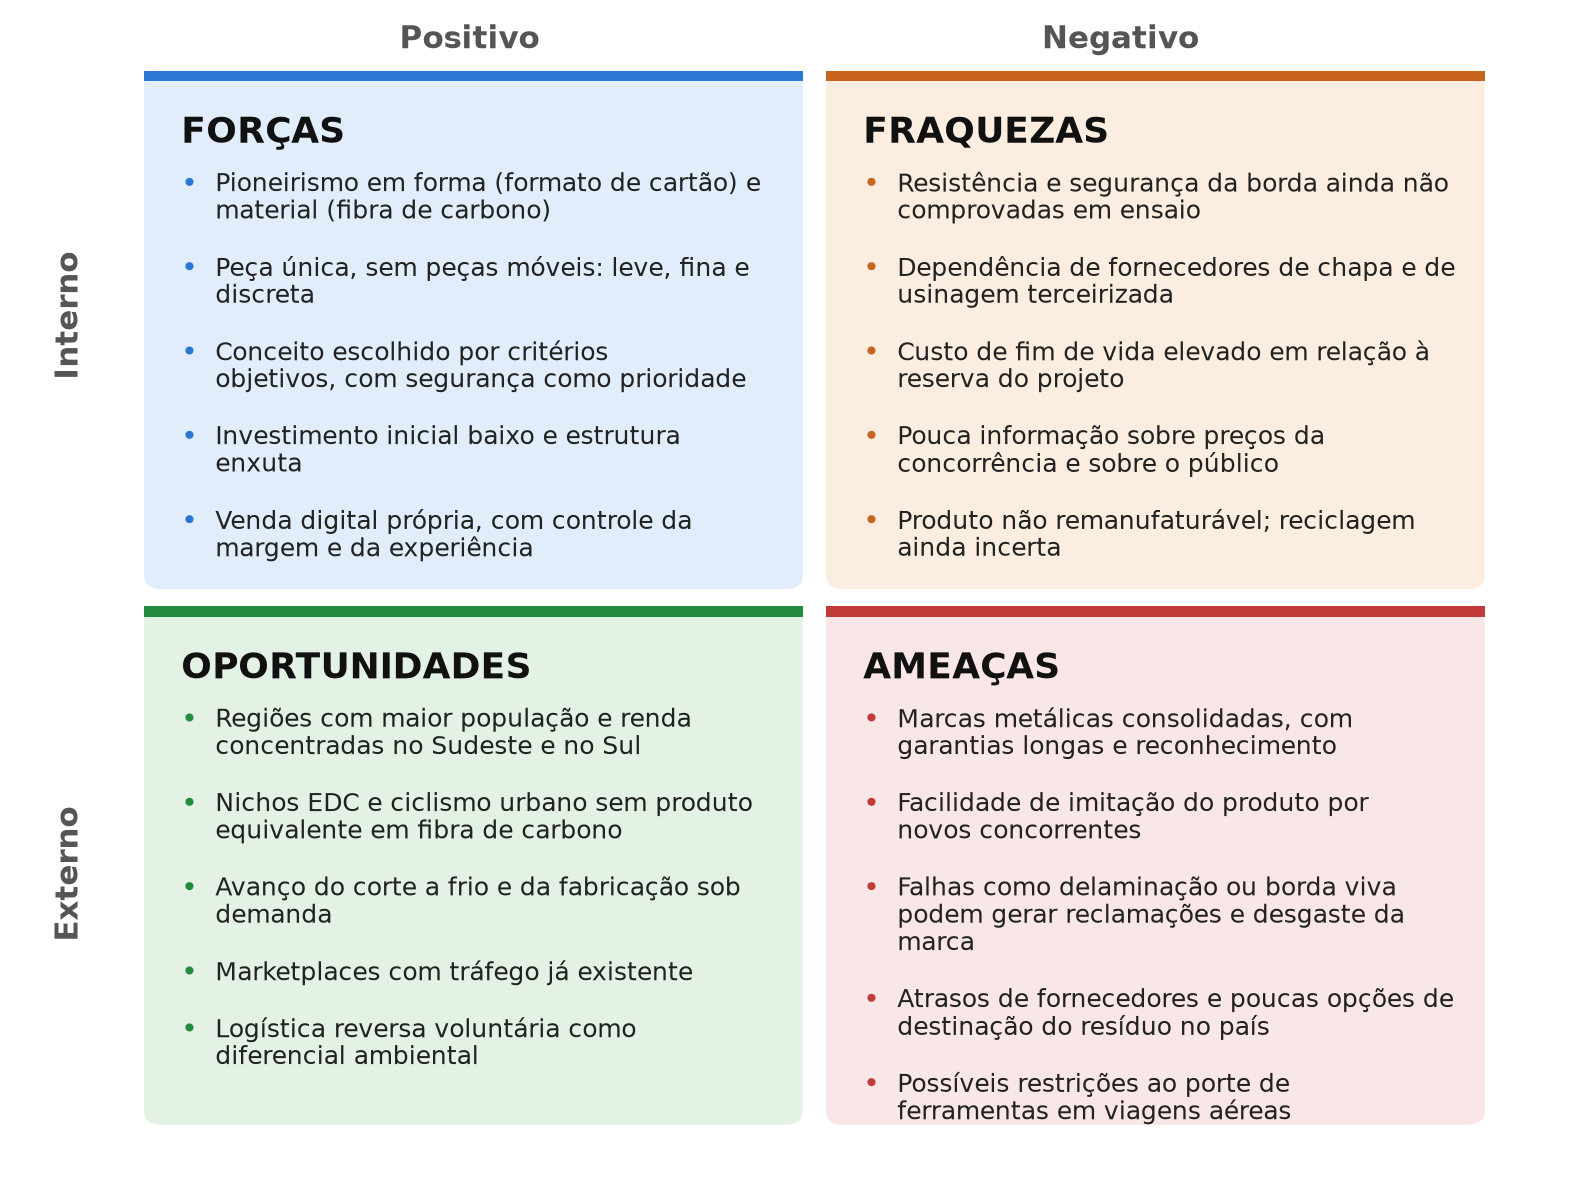 Positivo
Negativo
Interno
FORÇAS
• Pioneirismo em forma (formato de cartão) e
material (fibra de carbono)
• Peça única, sem peças móveis: leve, fina e
discreta
• Conceito escolhido por critérios
objetivos, com segurança como prioridade
• Investimento inicial baixo e estrutura
enxuta
• Venda digital própria, com controle da
margem e da experiência
FRAQUEZAS
• Resistência e segurança da borda ainda não
comprovadas em ensaio
• Dependência de fornecedores de chapa e de
usinagem terceirizada
• Custo de fim de vida elevado em relação à
reserva do projeto
• Pouca informação sobre preços da
concorrência e sobre o público
• Produto não remanufaturável; reciclagem
ainda incerta
Externo
OPORTUNIDADES
• Regiões com maior população e renda
concentradas no Sudeste e no Sul
• Nichos EDC e ciclismo urbano sem produto
equivalente em fibra de carbono
• Avanço do corte a frio e da fabricação sob
demanda
• Marketplaces com tráfego já existente
• Logística reversa voluntária como
diferencial ambiental
AMEAÇAS
• Marcas metálicas consolidadas, com
garantias longas e reconhecimento
• Facilidade de imitação do produto por
novos concorrentes
• Falhas como delaminação ou borda viva
podem gerar reclamações e desgaste da
marca
• Atrasos de fornecedores e poucas opções de
destinação do resíduo no país
• Possíveis restrições ao porte de
ferramentas em viagens aéreas